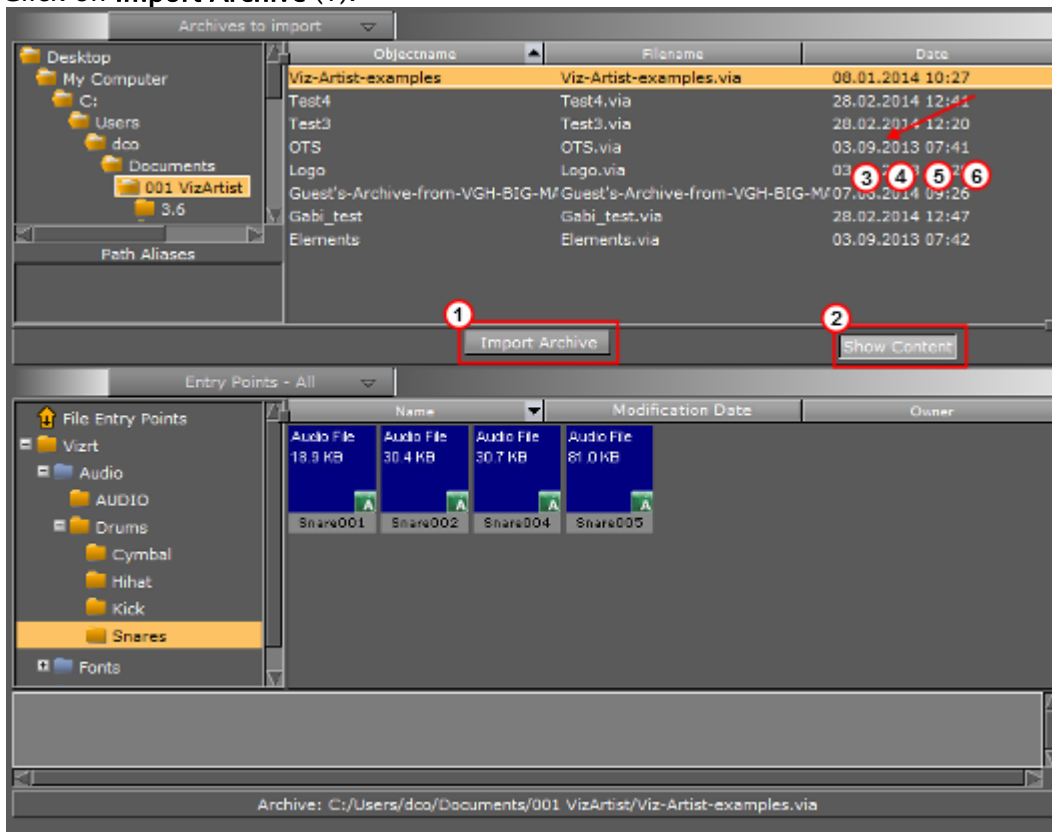 Click on Import Archive (1).
Archives to import
Objectname Filename Date
Desktop
My Computer
C:
Users
dco
Documents
001 VizArtist
3.6
Path Aliases
Viz-Artist-examples Viz-Artist-examples.via 08.01.2014 10:27
Test4 Test4.via 28.02.2014 12:41
Test3 Test3.via 28.02.2014 12:20
OTS OTS.via 03.09.2013 07:41
Logo Logo.via
Guest's-Archive-from-VGH-BIG-MA Guest's-Archive-from-VGH-BIG-MA
Gabi_test Gabi_test.via 28.02.2014 12:47
Elements Elements.via 03.09.2013 07:42
3 4 5 6
1 2
Import Archive Show Content
Entry Points - All
Name Modification Date Owner
File Entry Points
Vizrt
Audio
AUDIO
Drums
Cymbal
Hihat
Kick
Snares
Fonts
Audio File Audio File Audio File Audio File
18.9 KB 30.4 KB 30.7 KB 81.0 KB
A A A A
Snare001 Snare002 Snare004 Snare005
Archive: C:/Users/dco/Documents/001 VizArtist/Viz-Artist-examples.via